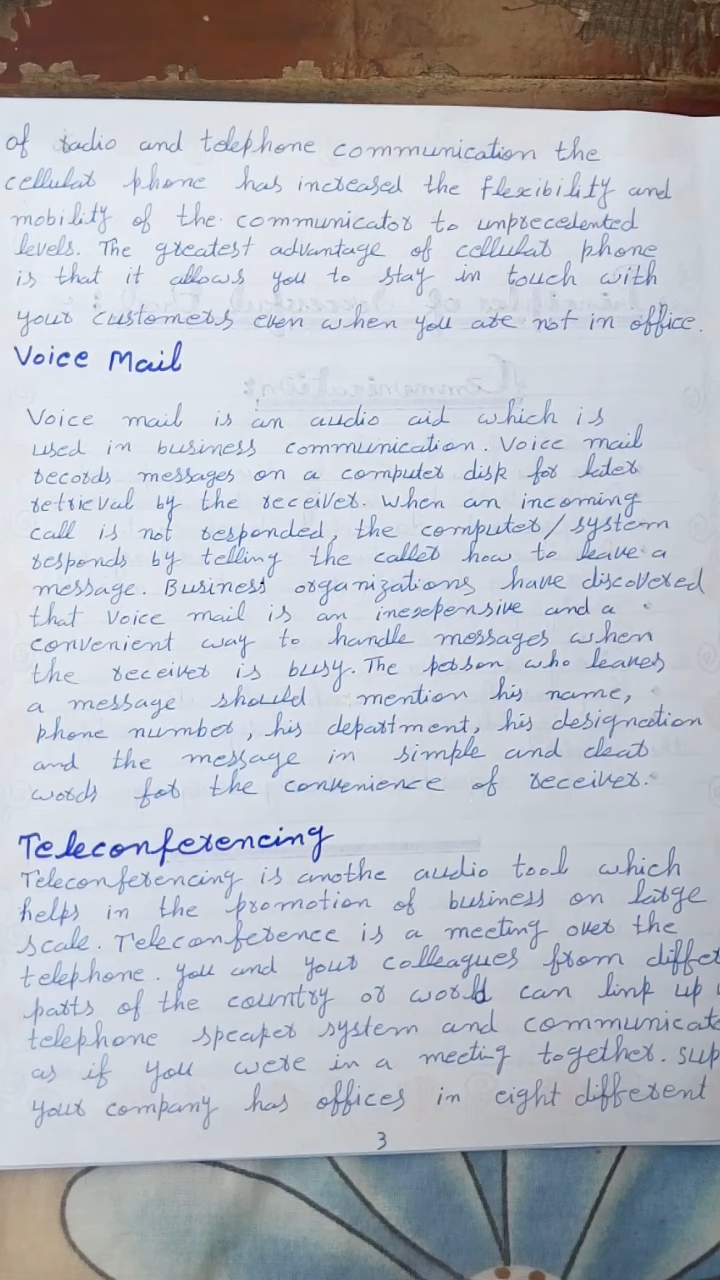 of radio and telephone communication the
cellular phone has increased the flexibility and
mobility of the communicator to unprecedented
levels. The greatest advantage of cellular phone
is that it allows you to stay in touch with
your customers even when you are not in office.
Voice Mail
Voice mail is an audio aid which is
used in business communication. Voice mail
records messages on a computer disk for later
retrieval by the receiver. When an incoming
call is not responded, the computer/system
responds by telling the caller how to leave a
message. Business organizations have discovered
that voice mail is an inexepensive and a
convenient way to handle messages when
the receiver is busy. The person who leaves
a message should mention his name,
phone number, his department, his designation
and the message in simple and clear
words for the convenience of receiver.
Teleconferencing
Teleconferencing is anothe audio tool which
helps in the promotion of business on large
scale. Teleconference is a meeting over the
telephone. you and your colleagues from differ
parts of the country or world can link up
telephone speaper system and communicate
as if you were in a meeting together. sup
your company has offices in eight different
3